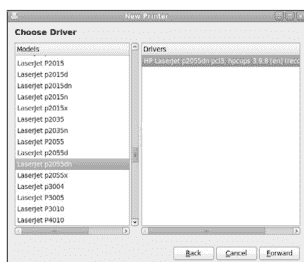 New Printer
Choose Driver
Models
LaserJet P2015
LaserJet P2015d
LaserJet P2015dn
LaserJet P2015n
LaserJet P2015x
LaserJet P2035
LaserJet P2035n
LaserJet P2055
LaserJet p2055d
LaserJet p2055dn
LaserJet p2055x
LaserJet p3004
LaserJet P3005
LaserJet P3010
LaserJet P4010
Drivers
HP LaserJet p2055dn pcl3, hpcups 3.9.8 (en) (reco
Back
Cancel
Forward